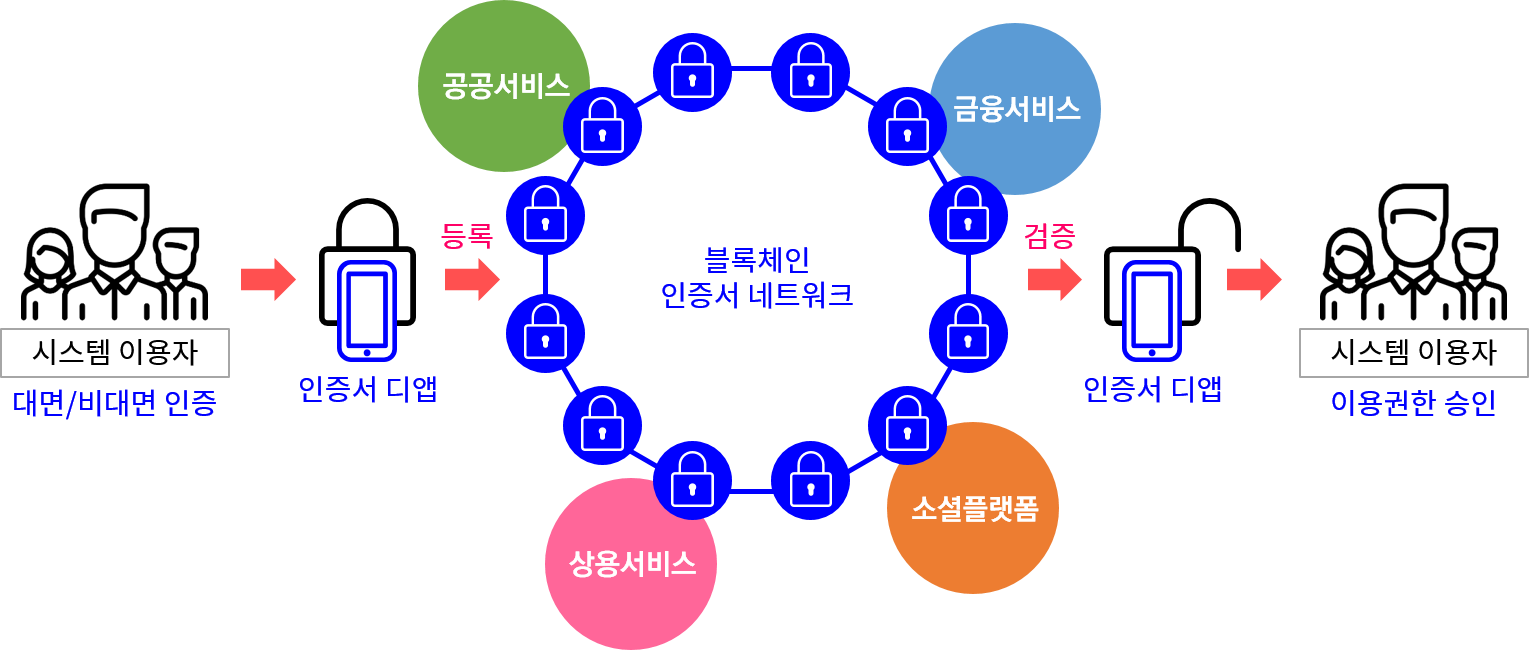 공공서비스
금융서비스
등록
검증
블록체인
인증서 네트워크
시스템 이용자
대면/비대면 인증
인증서 디앱
인증서 디앱
시스템 이용자
이용권한 승인
소셜플랫폼
상용서비스